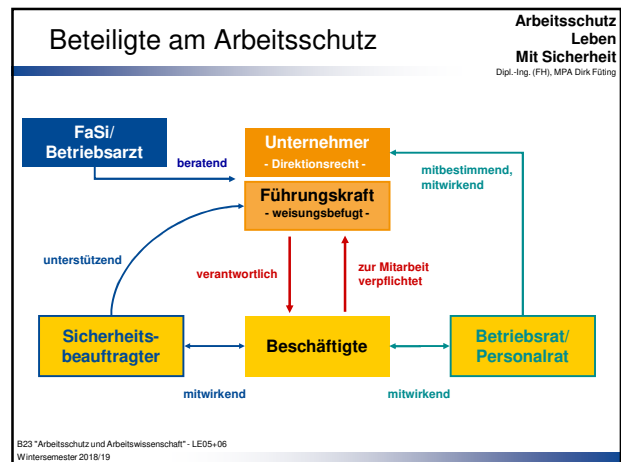 Beteiligte am Arbeitsschutz
Arbeitsschutz
Leben
Mit Sicherheit
Dipl.-Ing. (FH), MPA Dirk Füting
FaSi/
Betriebsarzt
beratend
Unternehmer
- Direktionsrecht -
mitbestimmend,
mitwirkend
Führungskraft
- weisungsbefugt -
unterstützend
verantwortlich
zur Mitarbeit
verpflichtet
Sicherheits-
beauftragter
Beschäftigte
Betriebsrat/
Personalrat
mitwirkend
mitwirkend
B23 "Arbeitsschutz und Arbeitswissenschaft" - LE05+06
Wintersemester 2018/19